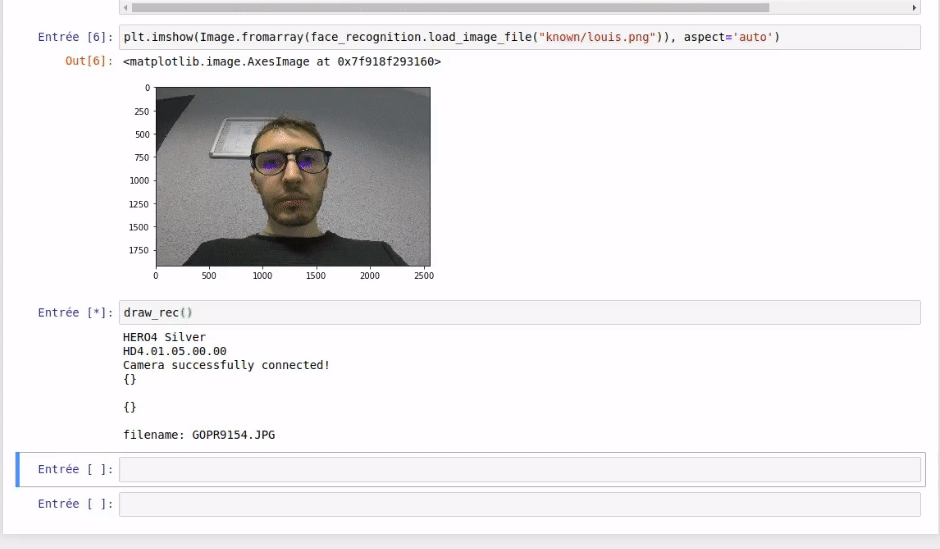 Entrée [6]: plt.imshow(Image.fromarray(face_recognition.load_image_file("known/louis.png")), aspect='auto')
Out[6]: <matplotlib.image.AxesImage at 0x7f918f293160>
0
250
500
750
1000
1250
1500
1750
0 500 1000 1500 2000 2500
Entrée [*]: draw_rec()
HERO4 Silver
HD4.01.05.00.00
Camera successfully connected!
{}
{}
filename: GOPR9154.JPG
Entrée [ ]:
Entrée [ ]: